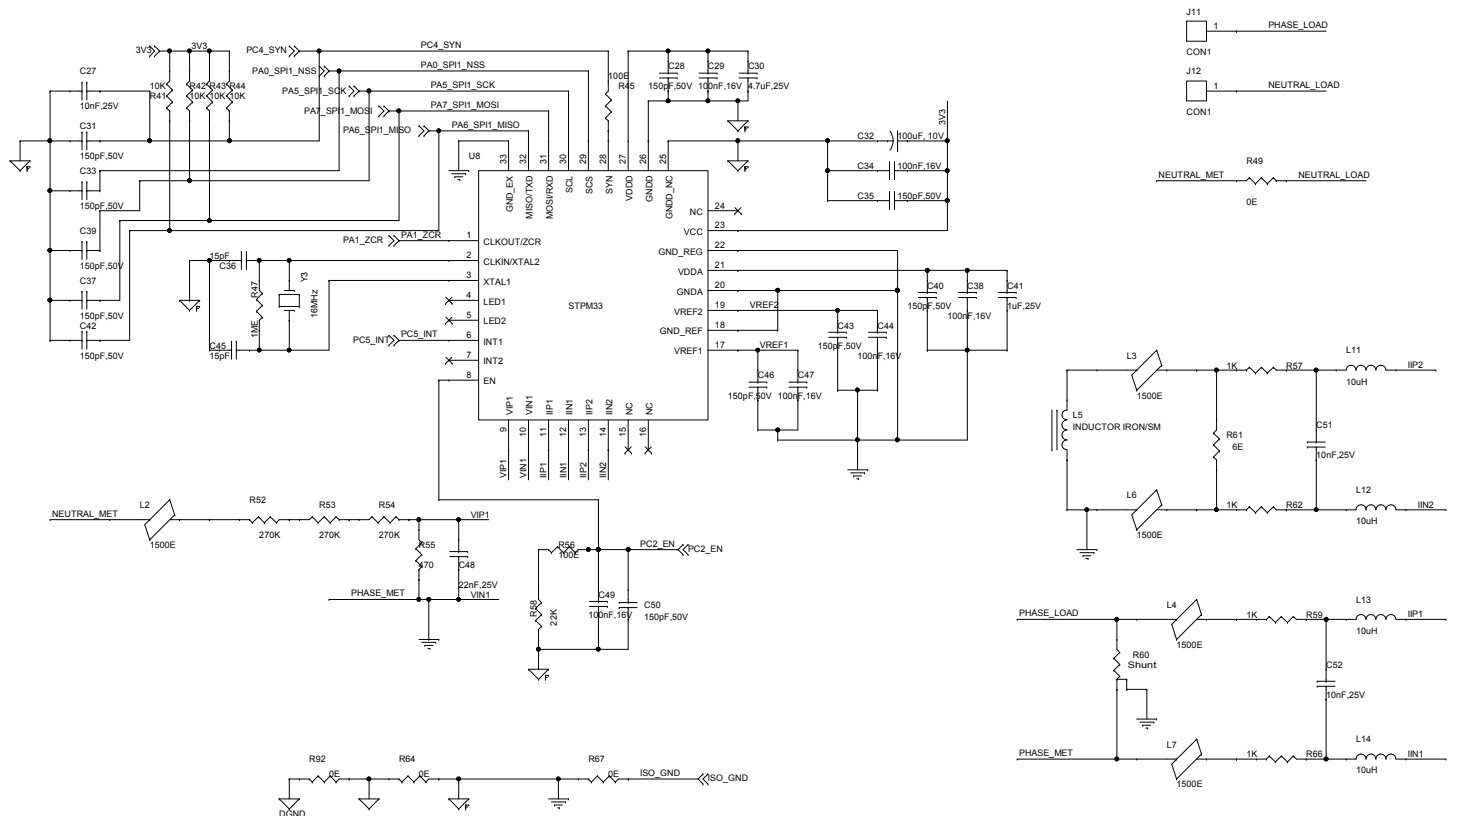 J11
1
PHASE_LOAD
CON1
J12
1
NEUTRAL_LOAD
CON1
3V3
3V3
PC4_SYN
PC4_SYN
C27
10nF,25V
10K
R41
R42
10K
R43
10K
R44
10K
PA0_SPI1_NSS
PA0_SPI1_NSS
PA5_SPI1_SCK
PA5_SPI1_SCK
PA7_SPI1_MOSI
PA7_SPI1_MOSI
PA6_SPI1_MISO
PA6_SPI1_MISO
100E
R45
C28
150pF,50V
C29
100nF,16V
C30
4.7uF,25V
P
3V3
C31
150pF,50V
P
C33
150pF,50V
C39
150pF,50V
C37
150pF,50V
C42
150pF,50V
C32
100uF, 10V
P
C34
100nF,16V
C35
150pF,50V
R49
NEUTRAL_MET
NEUTRAL_LOAD
0E
U8
33
32
31
30
29
28
27
26
25
GND_EX
MISO/TXD
MOSI/RXD
SCL
SCS
SYN
VDDD
GNDD
GNDD_NC
STPM33
PA1_ZCR
PA1_ZCR
1
CLKOUT/ZCR
2
CLKIN/XTAL2
3
XTAL1
4
LED1
5
LED2
PC5_INT
PC5_INT
6
INT1
7
INT2
8
EN
NC
24
VCC
23
GND_REG
22
VDDA
21
GNDA
20
VREF2
19
VREF2
GND_REF
18
VREF1
17
VREF1
VIP1
VIN1
IIP1
IIN1
IIP2
IIN2
NC
NC
9
10
11
12
13
14
15
16
VIP1
VIN1
IIP1
IIN1
IIP2
IIN2
15pF
C36
P
R47
1ME
Y3
16MHz
C45
15pF
C40
150pF,50V
C38
100nF,16V
C41
1uF,25V
C43
150pF,50V
C44
100nF,16V
C46
150pF,50V
C47
100nF,16V
L3
1500E
1K
R57
L11
10uH
IIP2
L5
INDUCTOR IRON/SM
R61
6E
C51
10nF,25V
L6
1500E
1K
R62
L12
10uH
IIN2
NEUTRAL_MET
L2
1500E
R52
270K
R53
270K
R54
270K
VIP1
R55
470
C48
22nF,25V
PHASE_MET
VIN1
R56
100E
PC2_EN
PC2_EN
R58
22K
C49
100nF,16V
C50
150pF,50V
P
PHASE_LOAD
L4
1500E
1K
R59
L13
10uH
IIP1
R60
Shunt
C52
10nF,25V
PHASE_MET
L7
1500E
1K
R66
L14
10uH
IIN1
R92
0E
R64
0E
R67
0E
ISO_GND
ISO_GND
DGND
P